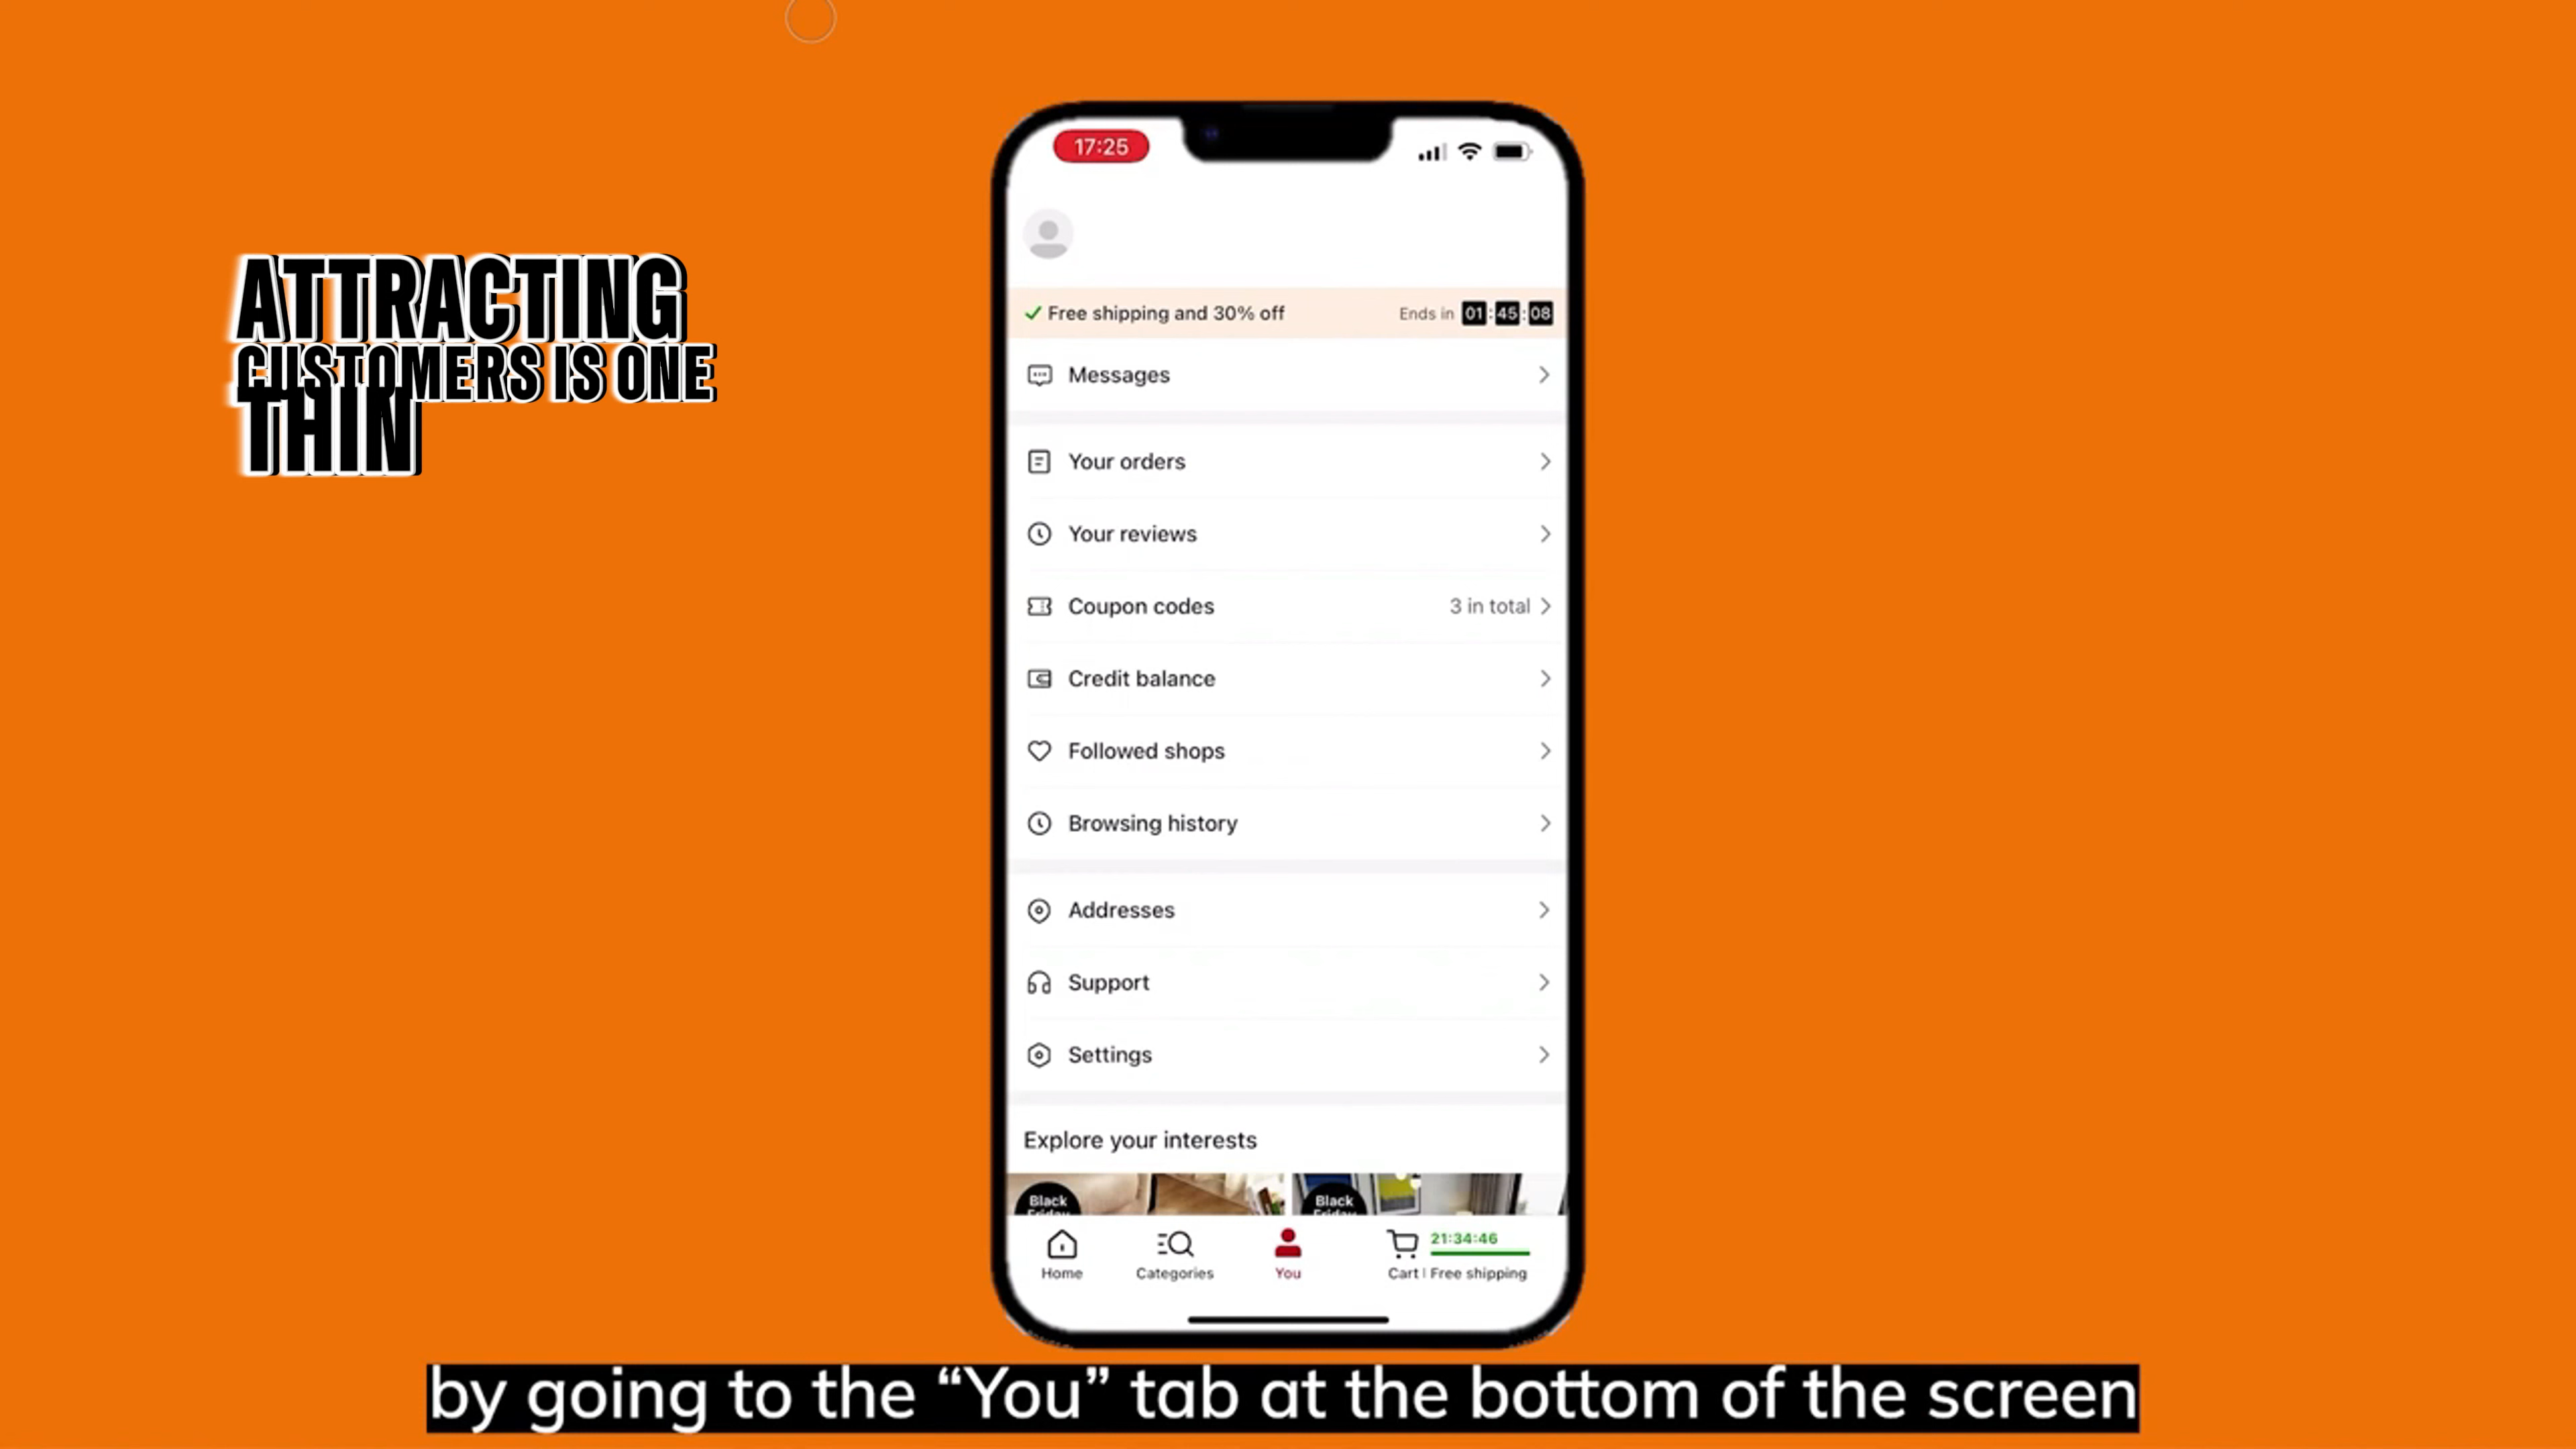 ATTRACTING
CUSTOMERS IS ONE
THIN
17:25
Free shipping and 30% off
Ends in 01:45:08
Messages
Your orders
Your reviews
Coupon codes
3 in total
Credit balance
Followed shops
Browsing history
Addresses
Support
Settings
Explore your interests
Black
Friday
Black
Friday
21:34:46
Home
Categories
You
Cart | Free shipping
by going to the “You” tab at the bottom of the screen